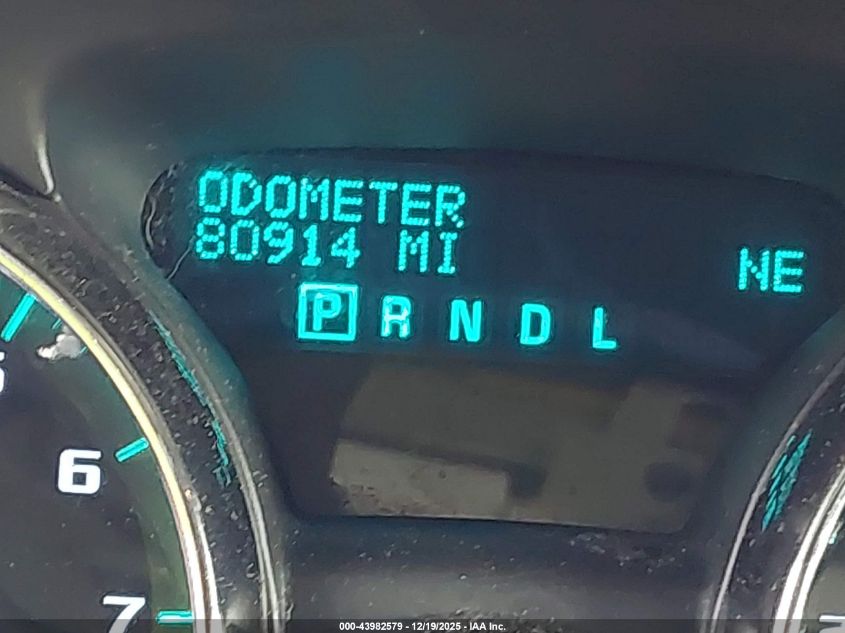 ODOMETER
80914 MI
NE
P R N D L
6
7
000-43982579 - 12/19/2025 - IAA Inc.